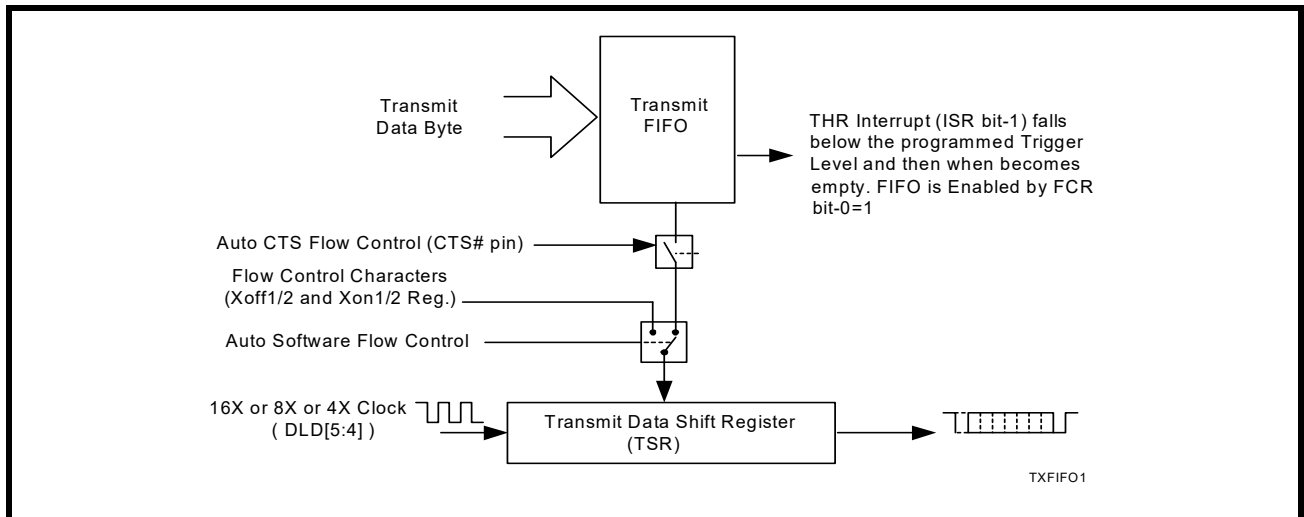 Transmit
Data Byte
Transmit
FIFO
THR Interrupt (ISR bit-1) falls
below the programmed Trigger
Level and then when becomes
empty. FIFO is Enabled by FCR
bit-0=1
Auto CTS Flow Control (CTS# pin)
Flow Control Characters
(Xoff1/2 and Xon1/2 Reg.)
Auto Software Flow Control
16X or 8X or 4X Clock
( DLD[5:4] )
Transmit Data Shift Register
(TSR)
TXFIFO1